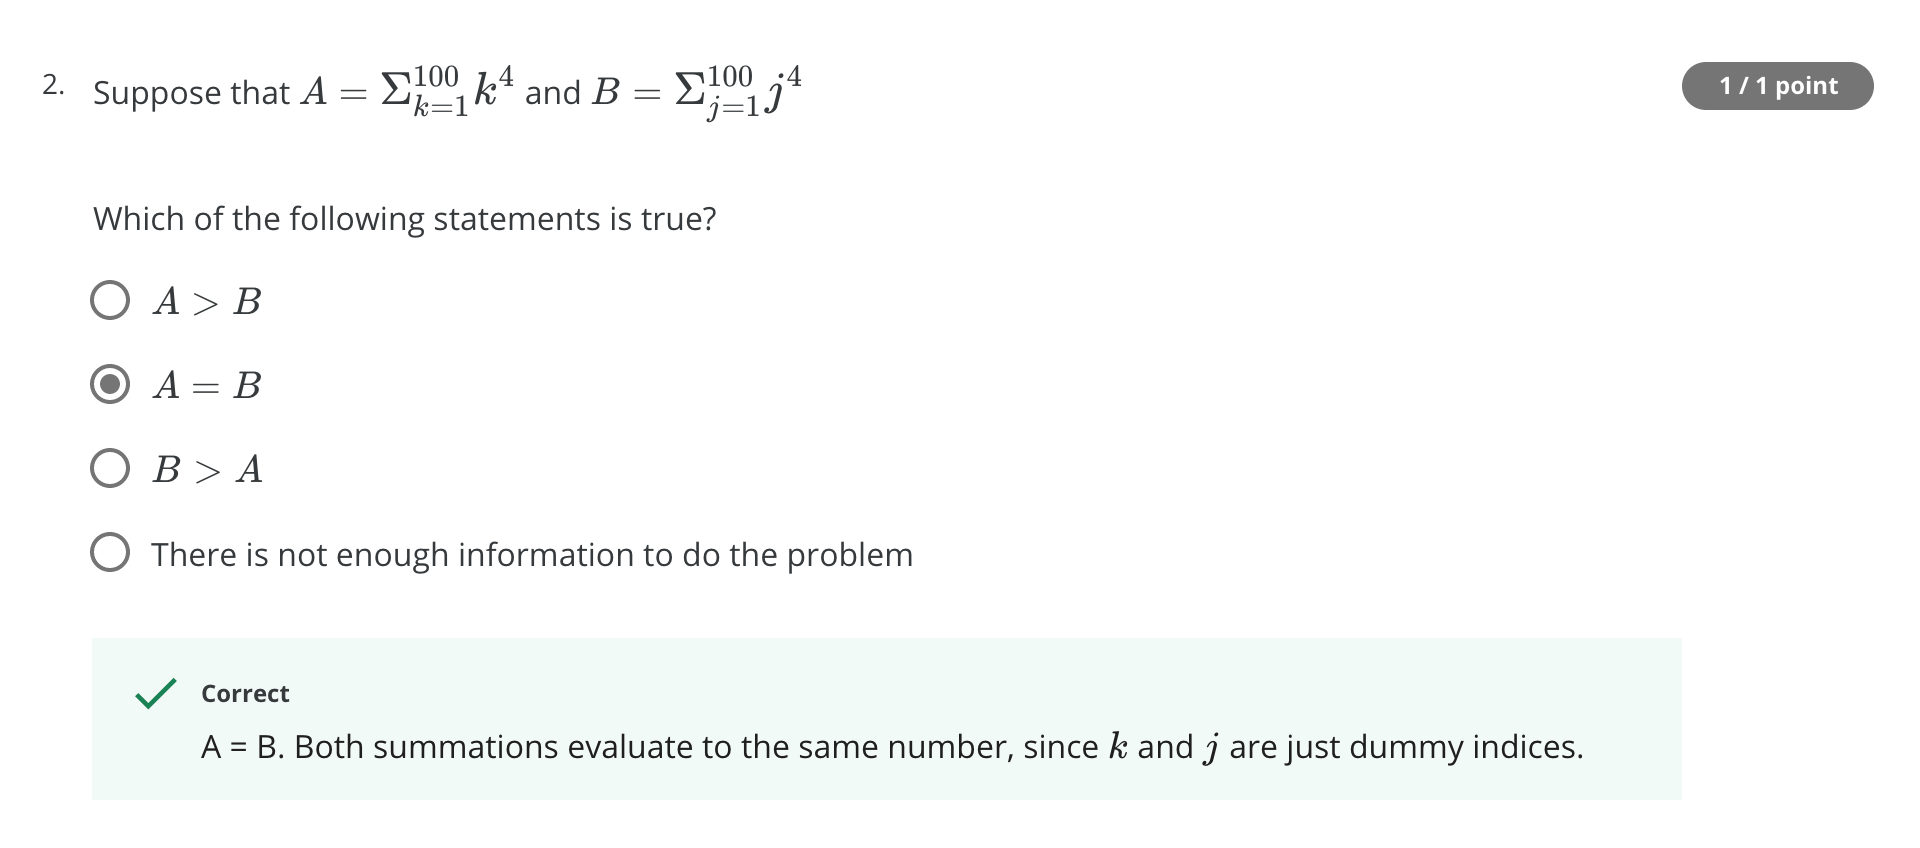 2. Suppose that $A = \Sigma_{k=1}^{100} k^4$ and $B = \Sigma_{j=1}^{100} j^4$
1 / 1 point
Which of the following statements is true?
$A > B$
$A = B$
$B > A$
There is not enough information to do the problem
Correct
A = B. Both summations evaluate to the same number, since $k$ and $j$ are just dummy indices.